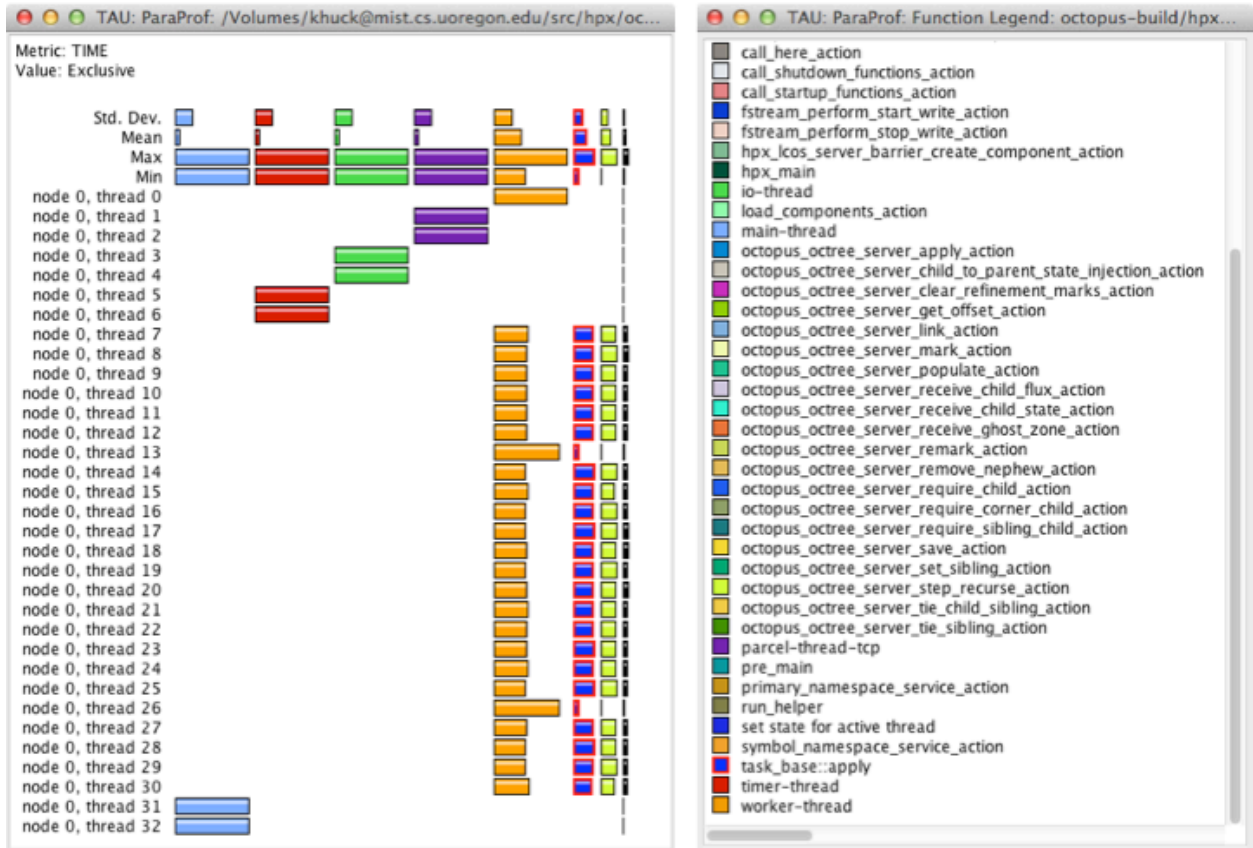 TAU: ParaProf: /Volumes/khuck@mist.cs.uoregon.edu/src/hpx/oc...
Metric: TIME
Value: Exclusive
Std. Dev.
Mean
Max
Min
node 0, thread 0
node 0, thread 1
node 0, thread 2
node 0, thread 3
node 0, thread 4
node 0, thread 5
node 0, thread 6
node 0, thread 7
node 0, thread 8
node 0, thread 9
node 0, thread 10
node 0, thread 11
node 0, thread 12
node 0, thread 13
node 0, thread 14
node 0, thread 15
node 0, thread 16
node 0, thread 17
node 0, thread 18
node 0, thread 19
node 0, thread 20
node 0, thread 21
node 0, thread 22
node 0, thread 23
node 0, thread 24
node 0, thread 25
node 0, thread 26
node 0, thread 27
node 0, thread 28
node 0, thread 29
node 0, thread 30
node 0, thread 31
node 0, thread 32
TAU: ParaProf: Function Legend: octopus-build/hpx...
call_here_action
call_shutdown_functions_action
call_startup_functions_action
fstream_perform_start_write_action
fstream_perform_stop_write_action
hpx_lcos_server_barrier_create_component_action
hpx_main
io-thread
load_components_action
main-thread
octopus_octree_server_apply_action
octopus_octree_server_child_to_parent_state_injection_action
octopus_octree_server_clear_refinement_marks_action
octopus_octree_server_get_offset_action
octopus_octree_server_link_action
octopus_octree_server_mark_action
octopus_octree_server_populate_action
octopus_octree_server_receive_child_flux_action
octopus_octree_server_receive_child_state_action
octopus_octree_server_receive_ghost_zone_action
octopus_octree_server_remark_action
octopus_octree_server_remove_nephew_action
octopus_octree_server_require_child_action
octopus_octree_server_require_corner_child_action
octopus_octree_server_require_sibling_child_action
octopus_octree_server_save_action
octopus_octree_server_set_sibling_action
octopus_octree_server_step_recurse_action
octopus_octree_server_tie_child_sibling_action
octopus_octree_server_tie_sibling_action
parcel-thread-tcp
pre_main
primary_namespace_service_action
run_helper
set state for active thread
symbol_namespace_service_action
task_base::apply
timer-thread
worker-thread